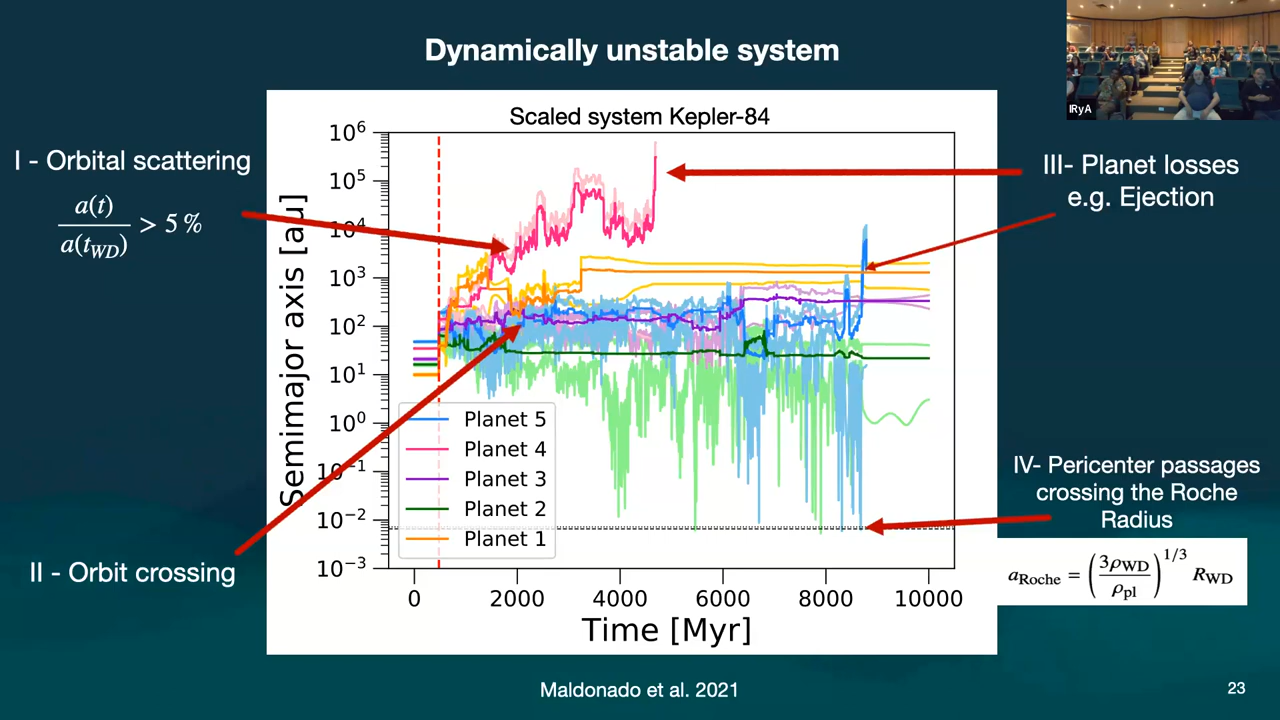 Dynamically unstable system
IRyA
Scaled system Kepler-84
I - Orbital scattering
a(t)
a(t_WD)
> 5 %
III- Planet losses
e.g. Ejection
II - Orbit crossing
IV- Pericenter passages
crossing the Roche
Radius
a_Roche = (3ρ_WD / ρ_pl)^1/3 R_WD
Semimajor axis [au]
10^6
10^5
10^4
10^3
10^2
10^1
10^0
10^-1
10^-2
10^-3
Planet 5
Planet 4
Planet 3
Planet 2
Planet 1
0 2000 4000 6000 8000 10000
Time [Myr]
Maldonado et al. 2021
23